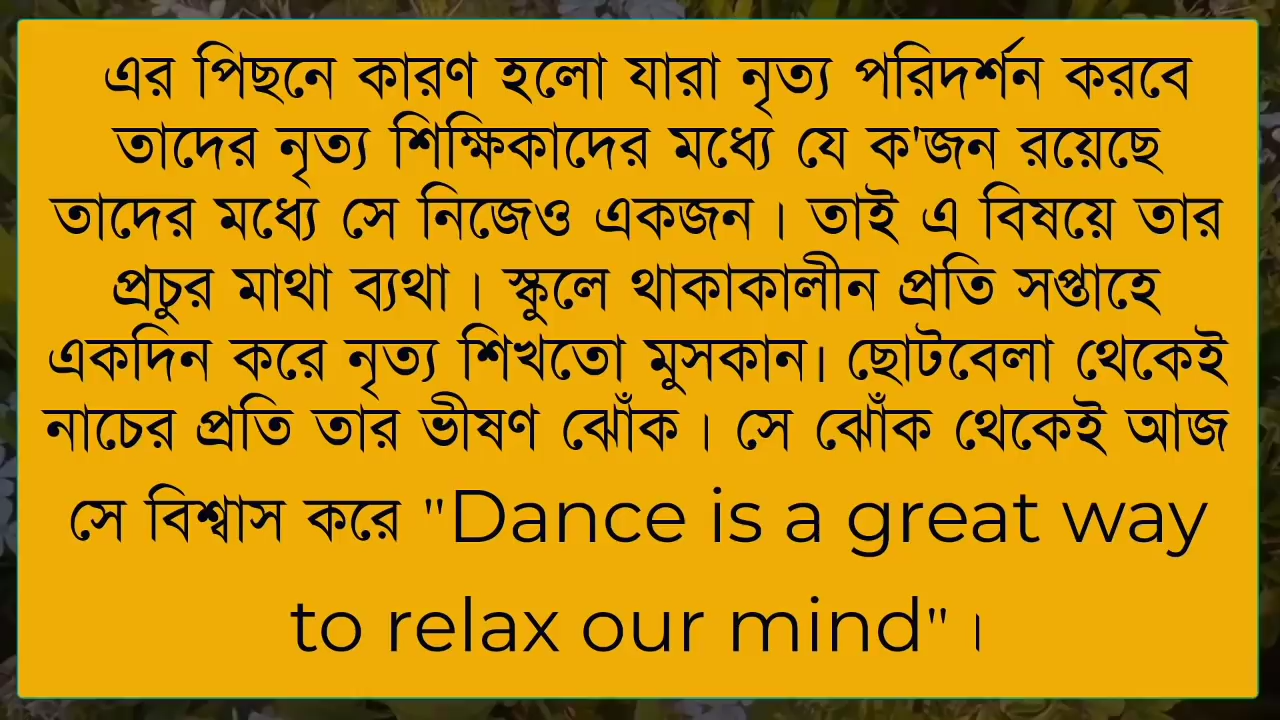 এর পিছনে কারণ হলো যারা নৃত্য পরিদর্শন করবে
তাদের নৃত্য শিক্ষিকাদের মধ্যে যে ক'জন রয়েছে
তাদের মধ্যে সে নিজেও একজন। তাই এ বিষয়ে তার
প্রচুর মাথা ব্যথা। স্কুলে থাকাকালীন প্রতি সপ্তাহে
একদিন করে নৃত্য শিখতো মুসকান। ছোটবেলা থেকেই
নাচের প্রতি তার ভীষণ ঝোঁক। সে ঝোঁক থেকেই আজ
সে বিশ্বাস করে "Dance is a great way
to relax our mind"।